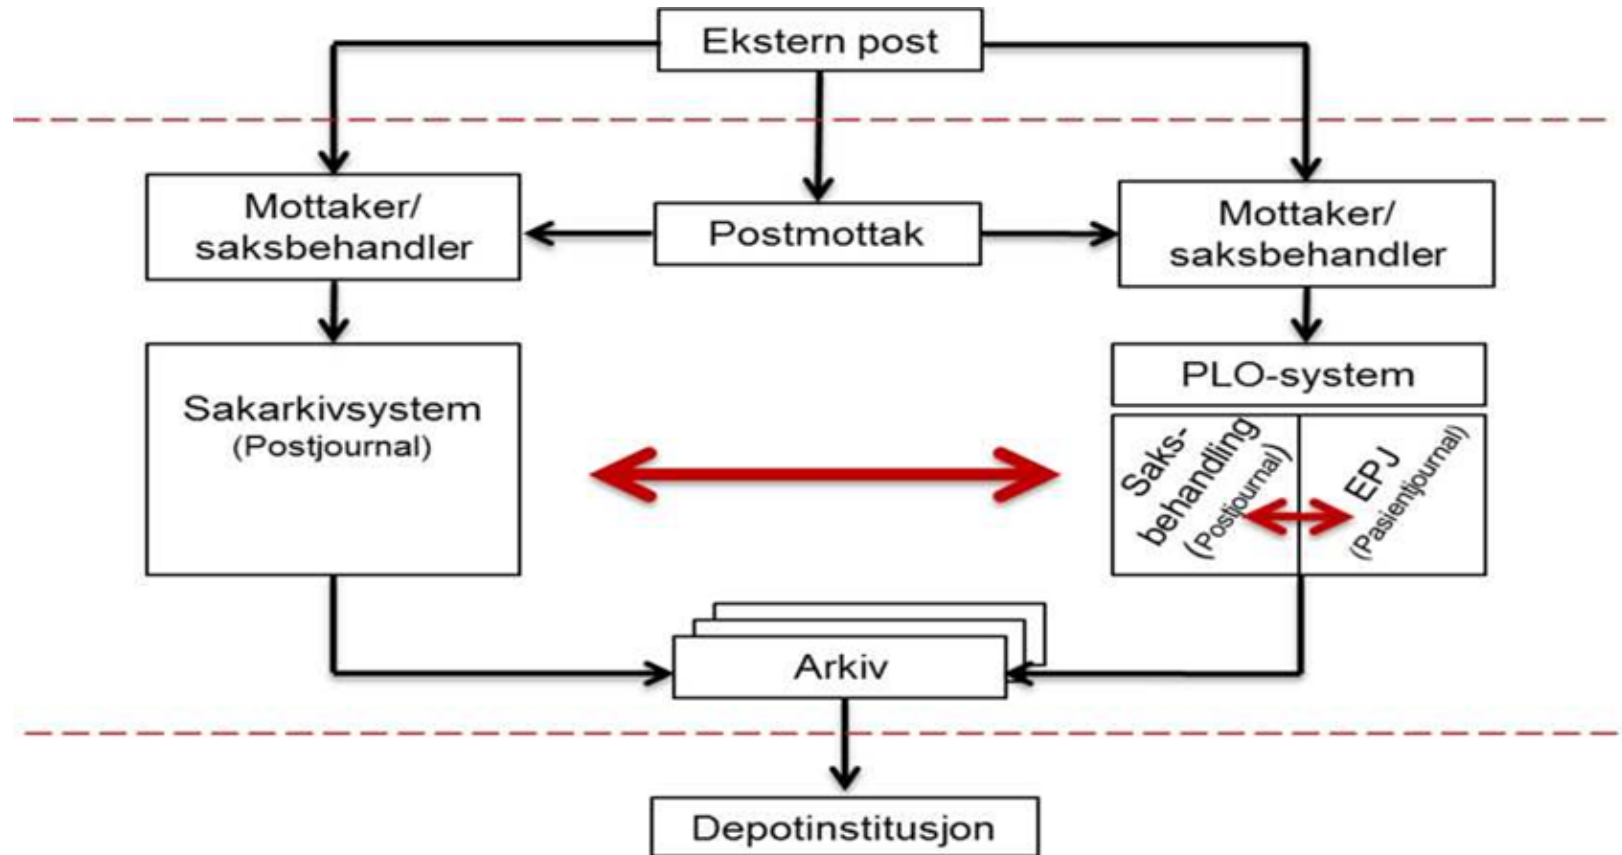 Ekstern post
Mottaker/
saksbehandler
Postmottak
Mottaker/
saksbehandler
Sakarkivsystem
(Postjournal)
PLO-system
Saks-
behandling
(Postjournal)
EPJ
(Pasientjournal)
Arkiv
Depotinstitusjon